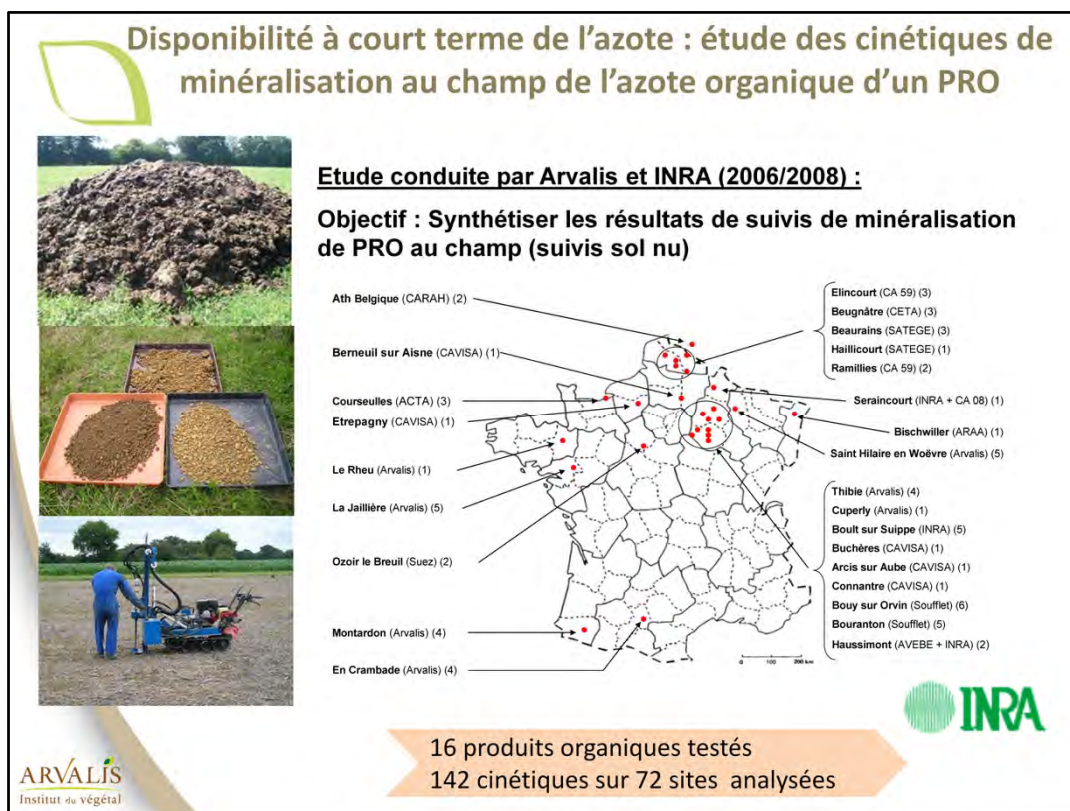 Disponibilité à court terme de l'azote : étude des cinétiques de
minéralisation au champ de l'azote organique d'un PRO
Etude conduite par Arvalis et INRA (2006/2008) :
Objectif : Synthétiser les résultats de suivis de minéralisation
de PRO au champ (suivis sol nu)
Ath Belgique (CARAH) (2)
Berneuil sur Aisne (CAVISA) (1)
Courseulles (ACTA) (3)
Etrepagny (CAVISA) (1)
Le Rheu (Arvalis) (1)
La Jaillière (Arvalis) (5)
Ozoir le Breuil (Suez) (2)
Montardon (Arvalis) (4)
En Crambade (Arvalis) (4)
Elincourt (CA 59) (3)
Beugnâtre (CETA) (3)
Beaurains (SATEGE) (3)
Haillicourt (SATEGE) (1)
Ramillies (CA 59) (2)
Seraincourt (INRA + CA 08) (1)
Bischwiller (ARAA) (1)
Saint Hilaire en Woëvre (Arvalis) (5)
Thibie (Arvalis) (4)
Cuperly (Arvalis) (1)
Boult sur Suippe (INRA) (5)
Buchères (CAVISA) (1)
Arcis sur Aube (CAVISA) (1)
Connantre (CAVISA) (1)
Bouy sur Orvin (Soufflet) (6)
Bouranton (Soufflet) (5)
Haussimont (AVEBE + INRA) (2)
0 100 200 km
INRA
16 produits organiques testés
142 cinétiques sur 72 sites analysées
ARVALIS
Institut du végétal